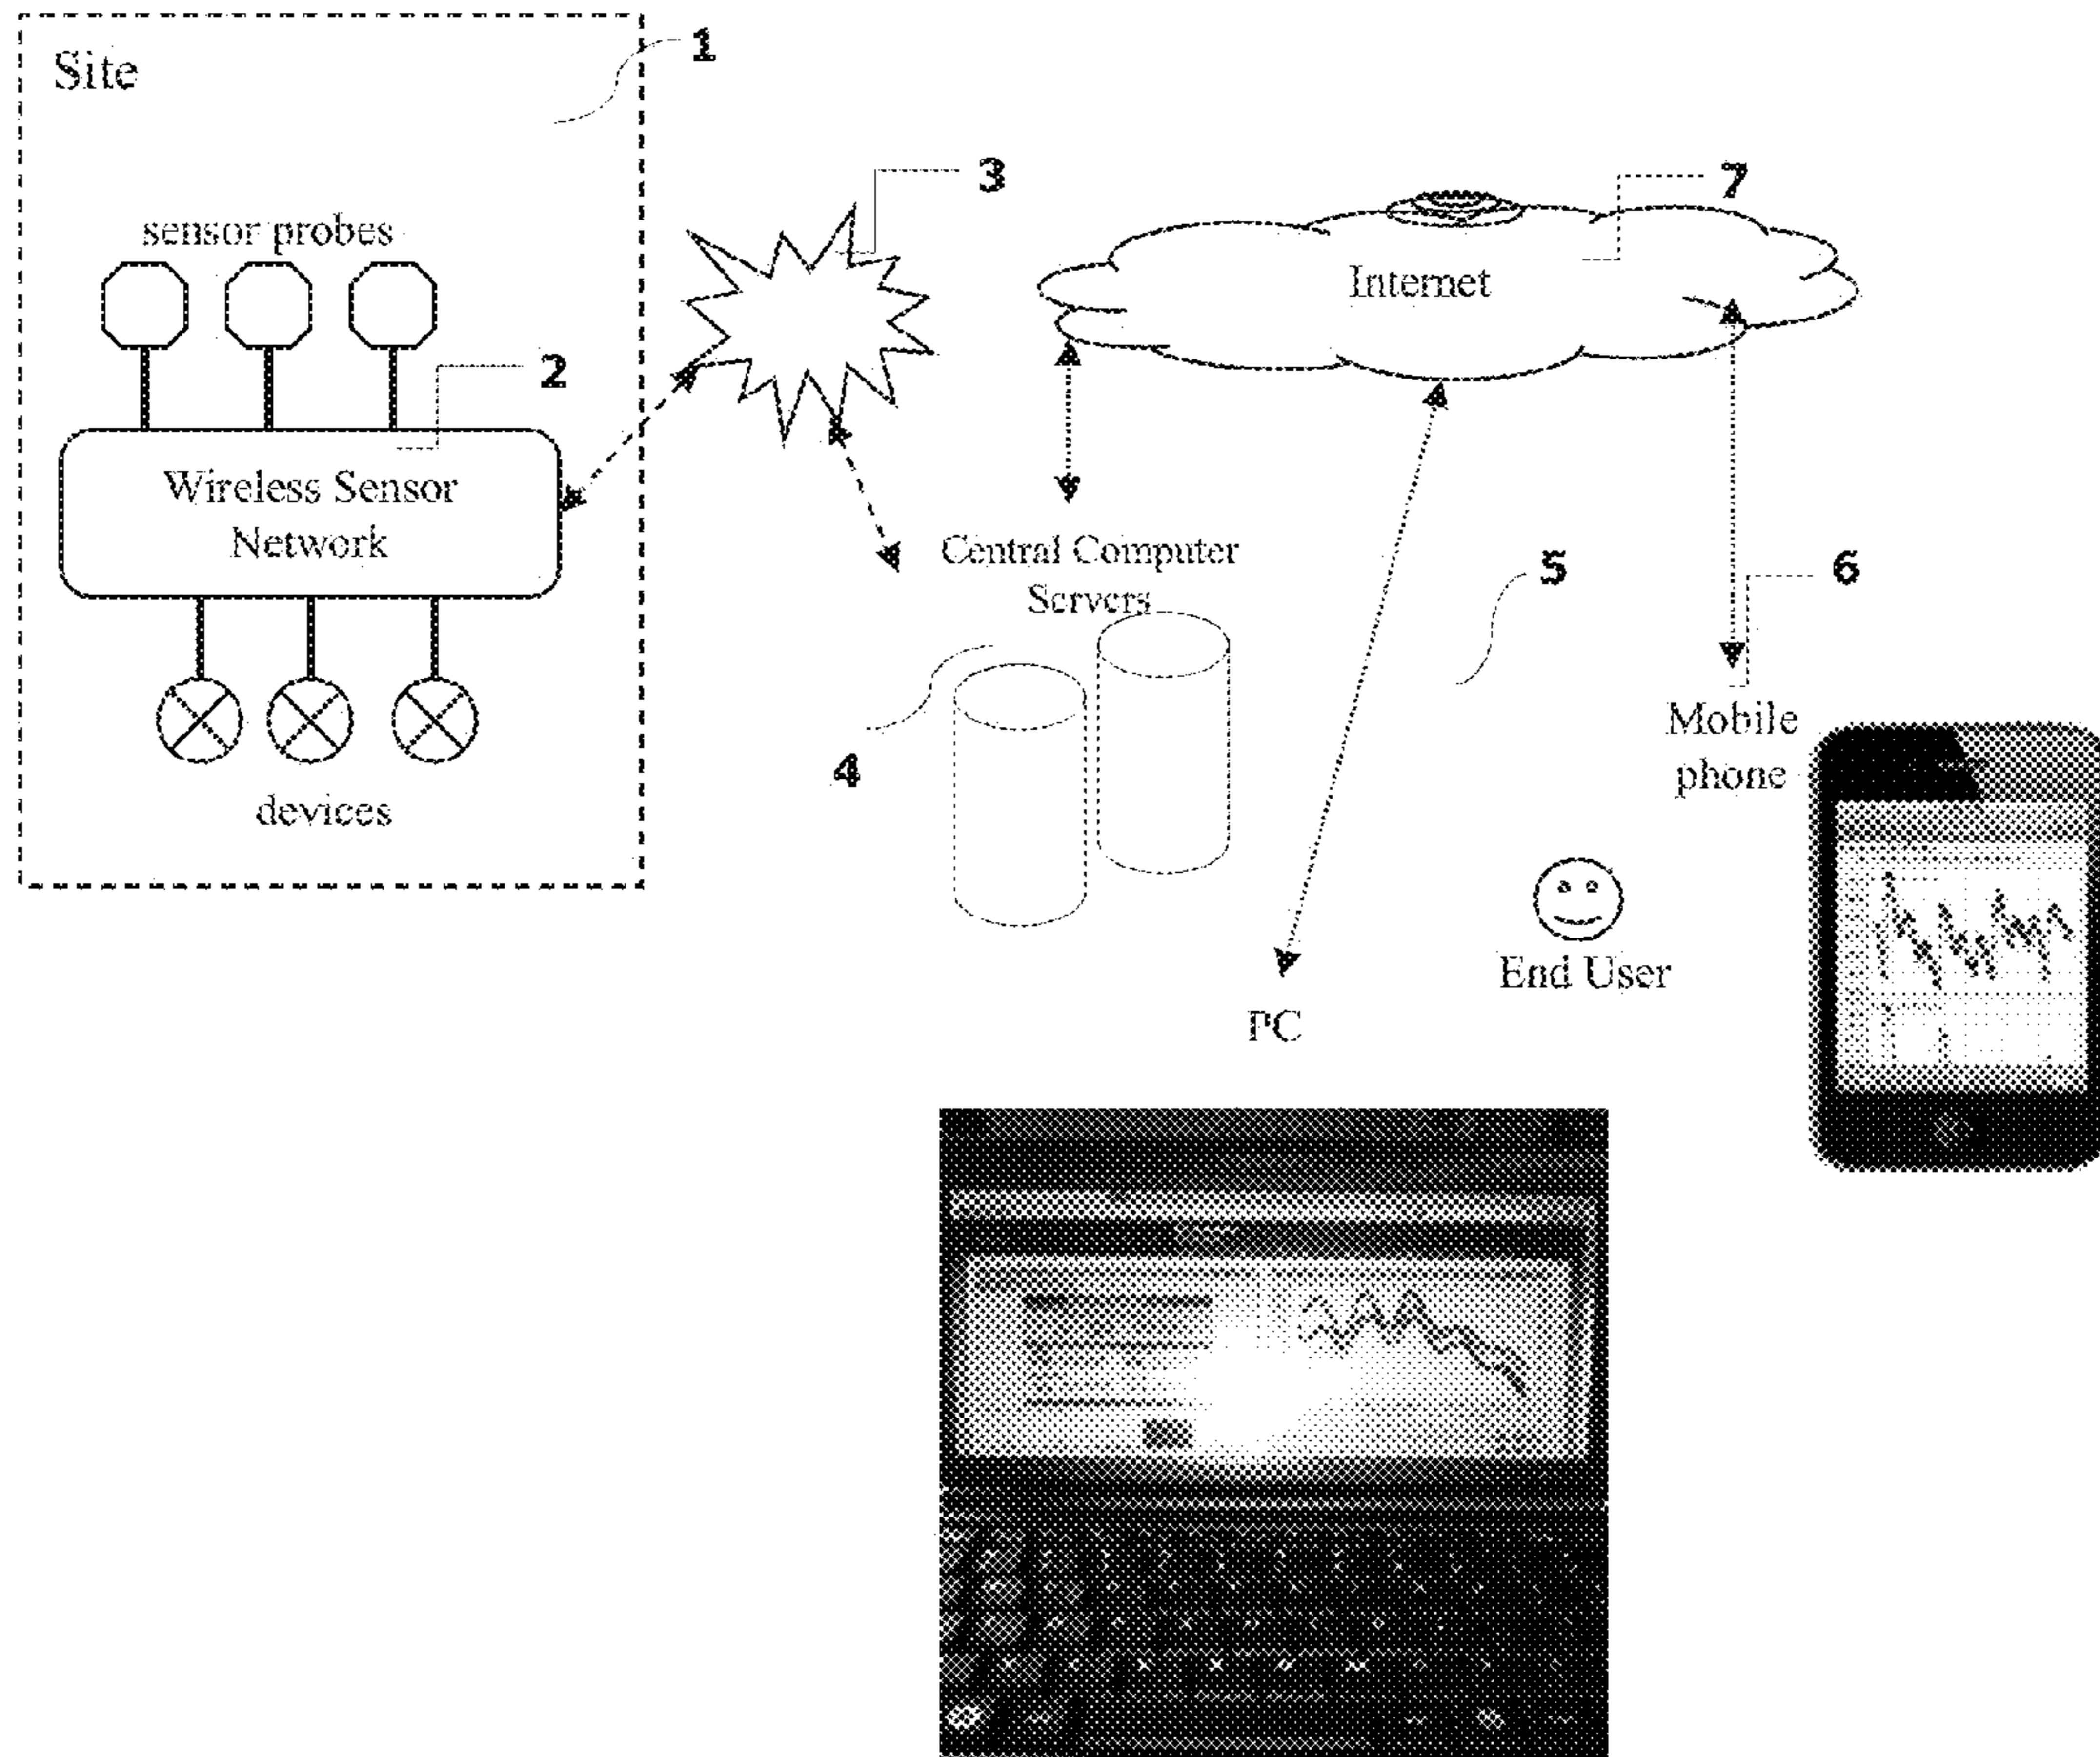 Site
1
3
7
sensor probes
Internet
2
Wireless Sensor
Network
Central Computer
Servers
5
6
4
Mobile
phone
devices
End User
PC